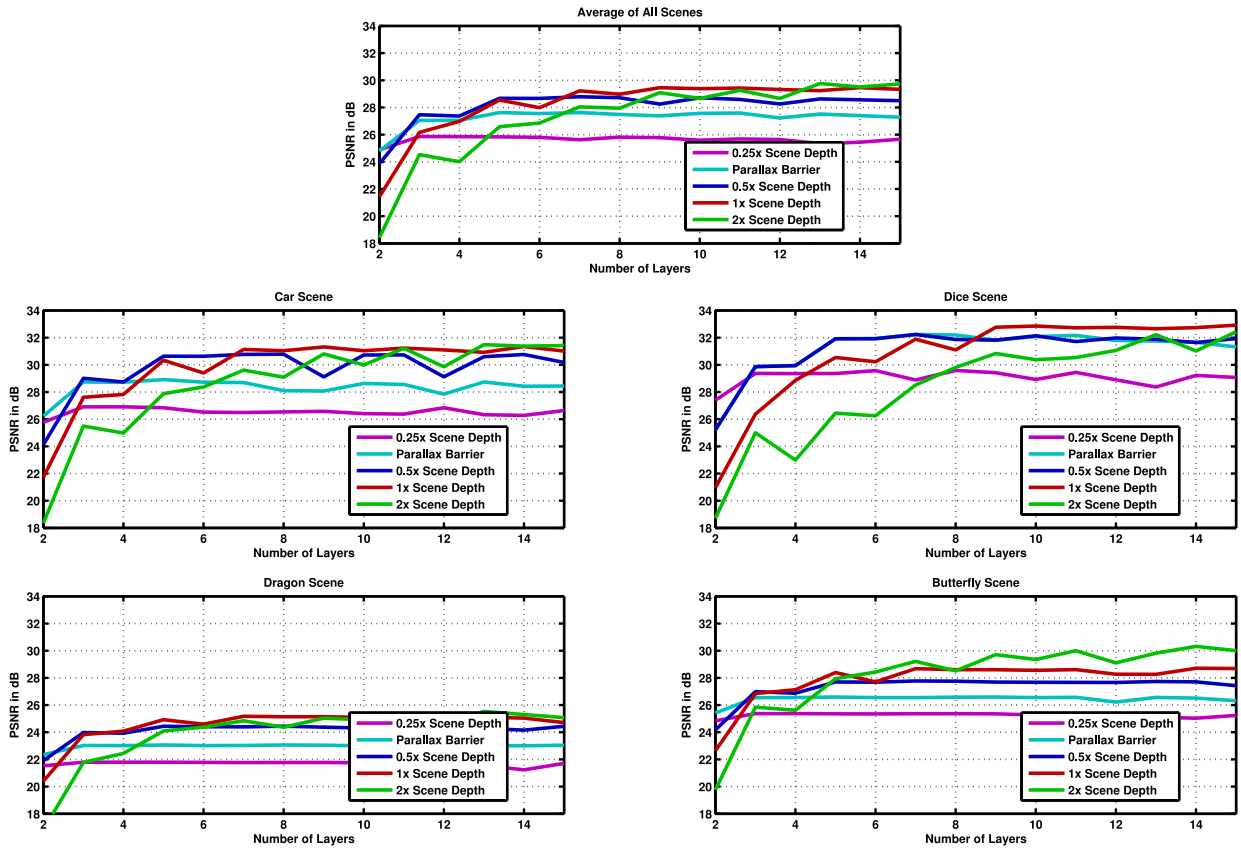 Average of All Scenes
34
32
30
28
26
24
22
20
18
PSNR in dB
0.25x Scene Depth
Parallax Barrier
0.5x Scene Depth
1x Scene Depth
2x Scene Depth
2 4 6 8 10 12 14
Number of Layers
Car Scene
34
32
30
28
26
24
22
20
18
PSNR in dB
0.25x Scene Depth
Parallax Barrier
0.5x Scene Depth
1x Scene Depth
2x Scene Depth
2 4 6 8 10 12 14
Number of Layers
Dice Scene
34
32
30
28
26
24
22
20
18
PSNR in dB
0.25x Scene Depth
Parallax Barrier
0.5x Scene Depth
1x Scene Depth
2x Scene Depth
2 4 6 8 10 12 14
Number of Layers
Dragon Scene
34
32
30
28
26
24
22
20
18
PSNR in dB
0.25x Scene Depth
Parallax Barrier
0.5x Scene Depth
1x Scene Depth
2x Scene Depth
2 4 6 8 10 12 14
Number of Layers
Butterfly Scene
34
32
30
28
26
24
22
20
18
PSNR in dB
0.25x Scene Depth
Parallax Barrier
0.5x Scene Depth
1x Scene Depth
2x Scene Depth
2 4 6 8 10 12 14
Number of Layers